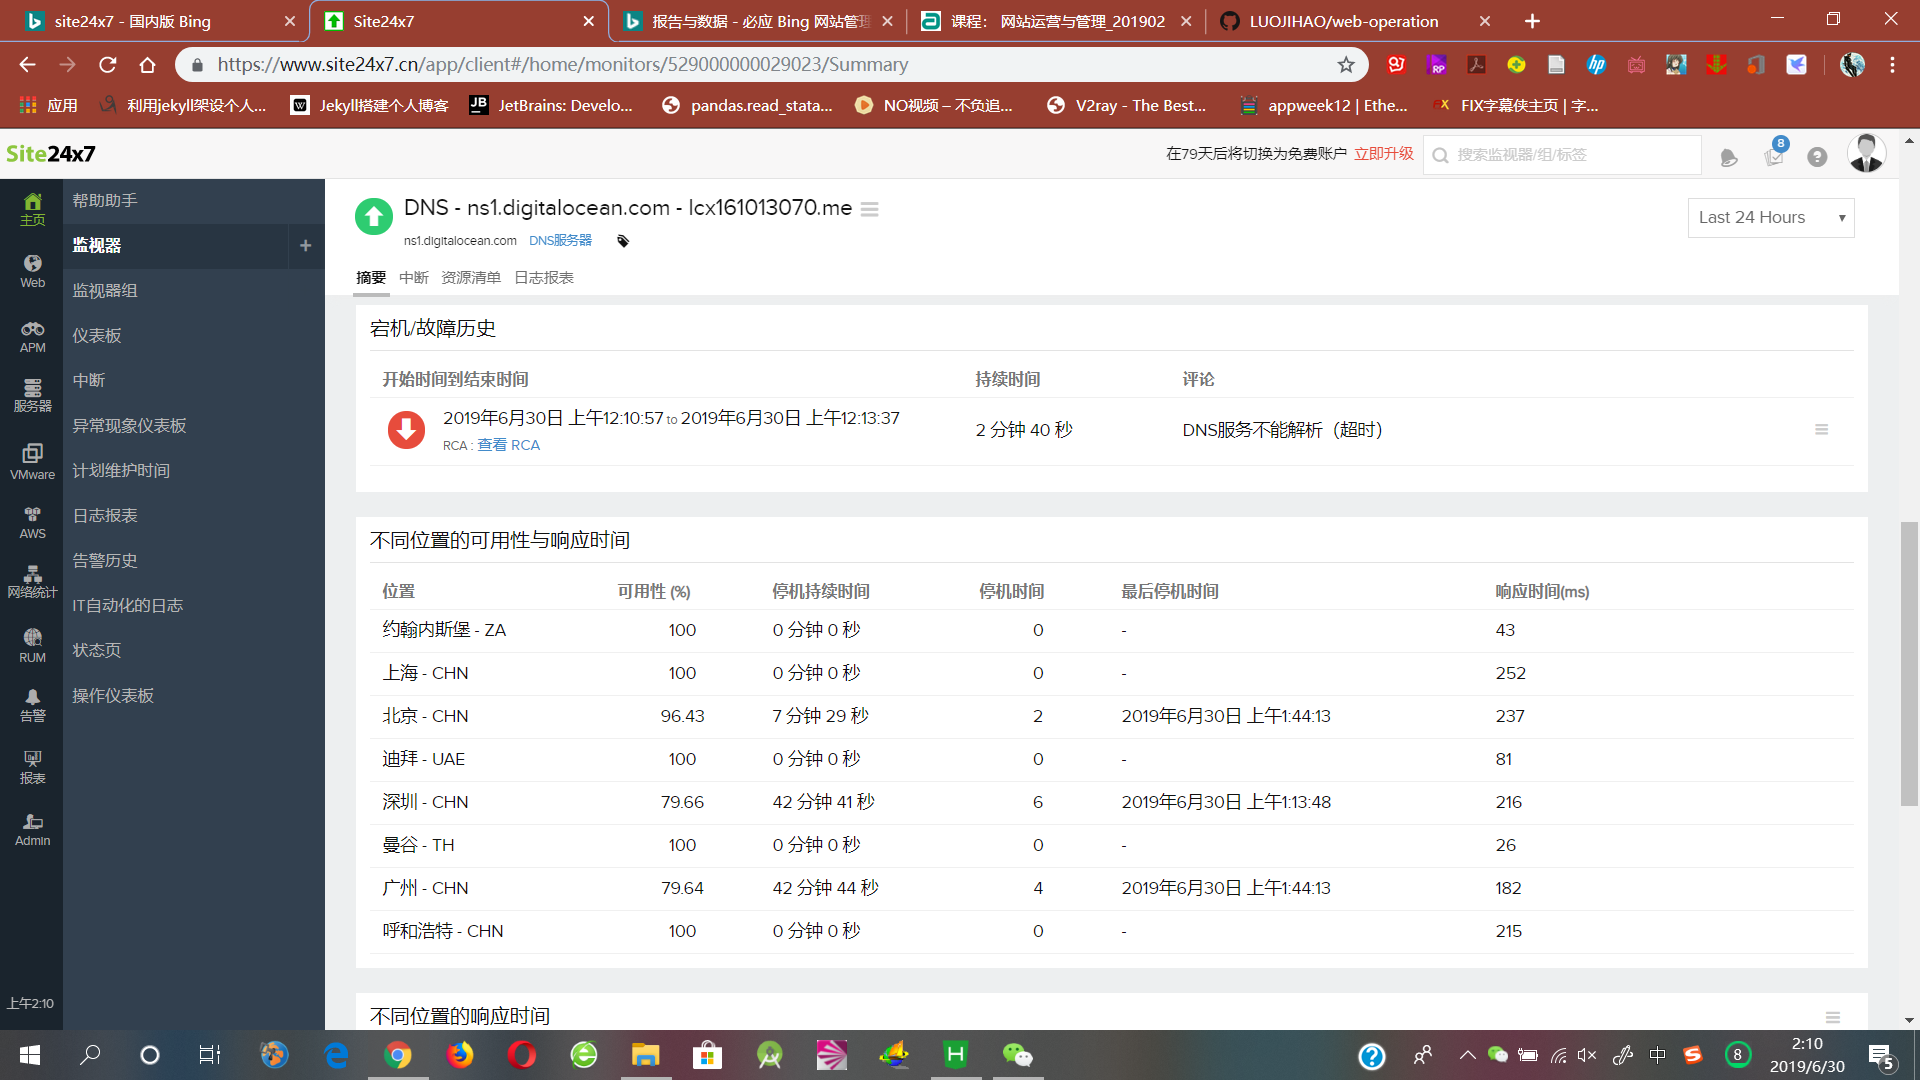 site24x7 - 国内版 Bing
Site24x7
报告与数据 - 必应 Bing 网站管理
课程： 网站运营与管理_201902
LUOJIHAO/web-operation
https://www.site24x7.cn/app/client#/home/monitors/529000000029023/Summary
应用
利用jekyll架设个人...
Jekyll搭建个人博客
JetBrains: Develo...
pandas.read_stata...
NO视频 – 不负追...
V2ray - The Best...
appweek12 | Ethe...
FIX字幕侠主页 | 字...
Site24x7
在79天后将切换为免费账户 立即升级
搜索监视器/组/标签
8
主页
Web
APM
服务器
VMware
AWS
网络统计
RUM
告警
报表
Admin
上午2:10
帮助助手
监视器
+
监视器组
仪表板
中断
异常现象仪表板
计划维护时间
日志报表
告警历史
IT自动化的日志
状态页
操作仪表板
DNS - ns1.digitalocean.com - lcx161013070.me
ns1.digitalocean.com DNS服务器
Last 24 Hours
摘要 中断 资源清单 日志报表
宕机/故障历史
开始时间到结束时间 持续时间 评论
2019年6月30日 上午12:10:57 to 2019年6月30日 上午12:13:37
RCA : 查看 RCA
2 分钟 40 秒
DNS服务不能解析（超时）
不同位置的可用性与响应时间
位置 可用性 (%) 停机持续时间 停机时间 最后停机时间 响应时间(ms)
约翰内斯堡 - ZA 100 0 分钟 0 秒 0 - 43
上海 - CHN 100 0 分钟 0 秒 0 - 252
北京 - CHN 96.43 7 分钟 29 秒 2 2019年6月30日 上午1:44:13 237
迪拜 - UAE 100 0 分钟 0 秒 0 - 81
深圳 - CHN 79.66 42 分钟 41 秒 6 2019年6月30日 上午1:13:48 216
曼谷 - TH 100 0 分钟 0 秒 0 - 26
广州 - CHN 79.64 42 分钟 44 秒 4 2019年6月30日 上午1:44:13 182
呼和浩特 - CHN 100 0 分钟 0 秒 0 - 215
不同位置的响应时间
中
8
2:10
2019/6/30
5